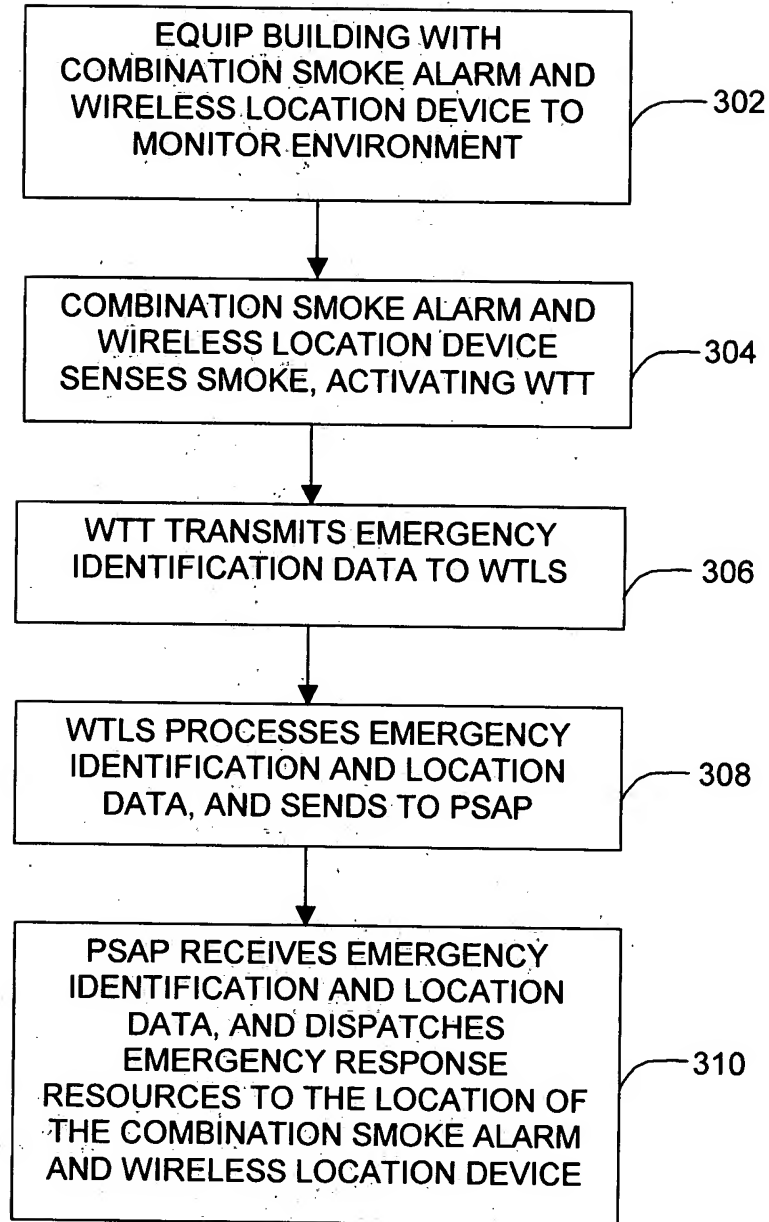 EQUIP BUILDING WITH
COMBINATION SMOKE ALARM AND
WIRELESS LOCATION DEVICE TO
MONITOR ENVIRONMENT
302
COMBINATION SMOKE ALARM AND
WIRELESS LOCATION DEVICE
SENSES SMOKE, ACTIVATING WTT
304
WTT TRANSMITS EMERGENCY
IDENTIFICATION DATA TO WTLS
306
WTLS PROCESSES EMERGENCY
IDENTIFICATION AND LOCATION
DATA, AND SENDS TO PSAP
308
PSAP RECEIVES EMERGENCY
IDENTIFICATION AND LOCATION
DATA, AND DISPATCHES
EMERGENCY RESPONSE
RESOURCES TO THE LOCATION OF
THE COMBINATION SMOKE ALARM
AND WIRELESS LOCATION DEVICE
310